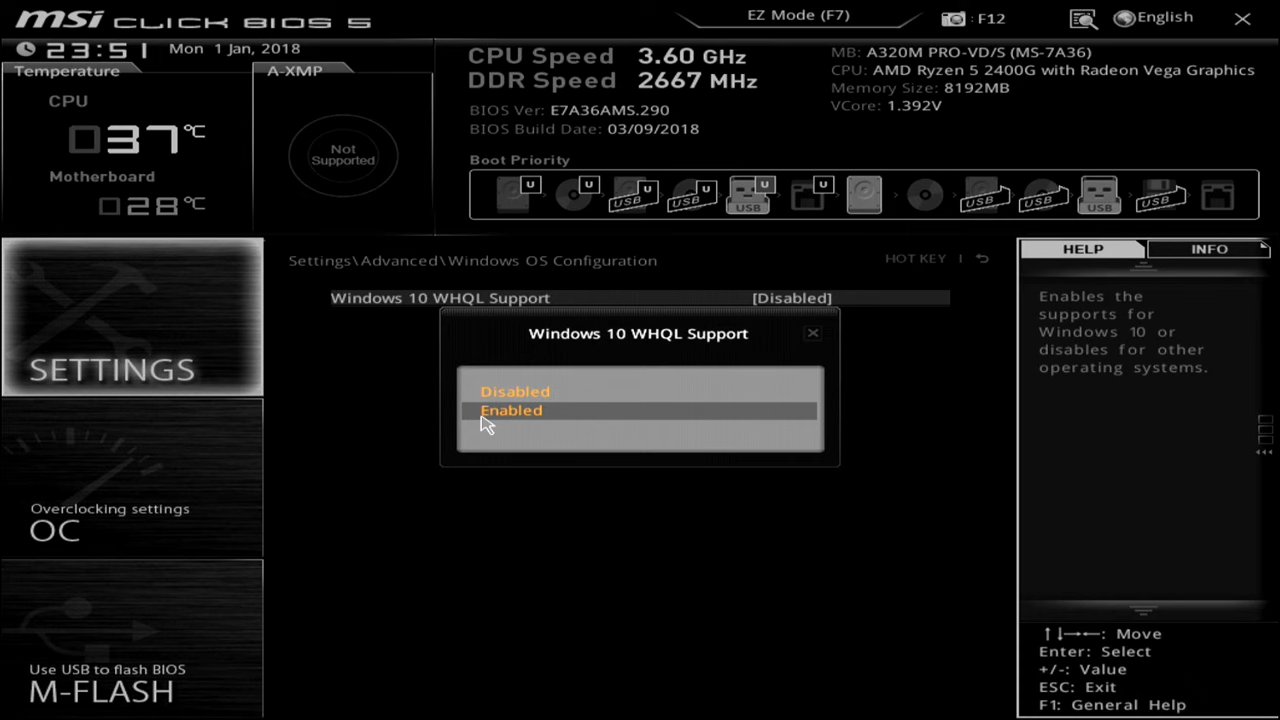 msi CLICK BIOS 5
EZ Mode (F7)
: F12
English
23:51 Mon 1 Jan, 2018
Temperature
CPU
37°C
Motherboard
28°C
A-XMP
Not
Supported
CPU Speed 3.60 GHz
DDR Speed 2667 MHz
BIOS Ver: E7A36AMS.290
BIOS Build Date: 03/09/2018
MB: A320M PRO-VD/S (MS-7A36)
CPU: AMD Ryzen 5 2400G with Radeon Vega Graphics
Memory Size: 8192MB
VCore: 1.392V
Boot Priority
U U U USB U USB U USB U USB USB USB USB
SETTINGS
Overclocking settings
OC
Use USB to flash BIOS
M-FLASH
Settings\Advanced\Windows OS Configuration
HOT KEY |
Windows 10 WHQL Support [Disabled]
Windows 10 WHQL Support
Disabled
Enabled
HELP INFO
Enables the
supports for
Windows 10 or
disables for other
operating systems.
↑↓→←: Move
Enter: Select
+/-: Value
ESC: Exit
F1: General Help